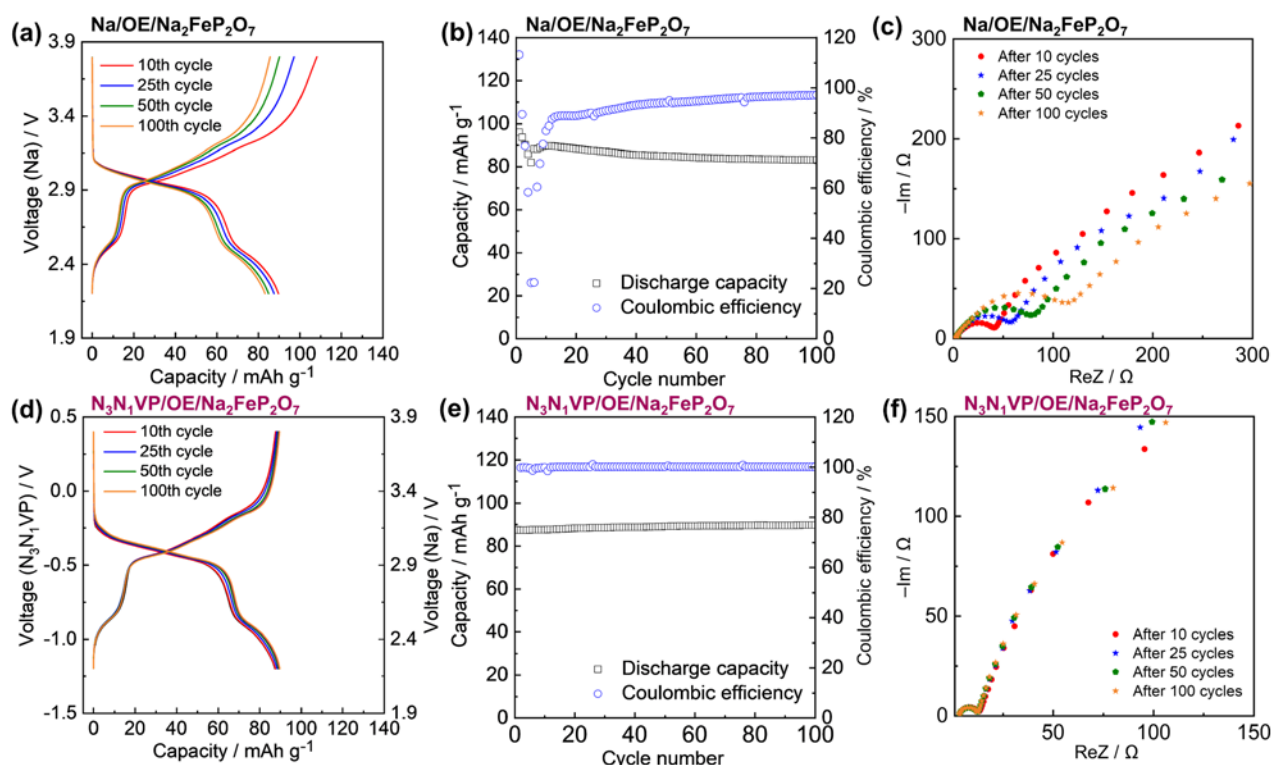 (a)
Na/OE/Na₂FeP₂O₇
3.9
3.4
2.9
2.4
1.9
Voltage (Na) / V
10th cycle
25th cycle
50th cycle
100th cycle
0 20 40 60 80 100 120 140
Capacity / mAh g⁻¹
(b)
Na/OE/Na₂FeP₂O₇
140
120
100
80
60
40
20
0
Capacity / mAh g⁻¹
Discharge capacity
Coulombic efficiency
120
100
80
60
40
20
0
Coulombic efficiency / %
0 20 40 60 80 100
Cycle number
(c)
Na/OE/Na₂FeP₂O₇
300
200
100
0
–Im / Ω
After 10 cycles
After 25 cycles
After 50 cycles
After 100 cycles
0 100 200 300
ReZ / Ω
(d)
N₃N₁VP/OE/Na₂FeP₂O₇
0.5
0.0
-0.5
-1.0
-1.5
Voltage (N₃N₁VP) / V
10th cycle
25th cycle
50th cycle
100th cycle
3.9
3.4
2.9
2.4
1.9
Voltage (Na) / V
0 20 40 60 80 100 120 140
Capacity / mAh g⁻¹
(e)
N₃N₁VP/OE/Na₂FeP₂O₇
140
120
100
80
60
40
20
0
Capacity / mAh g⁻¹
Discharge capacity
Coulombic efficiency
120
100
80
60
40
20
0
Coulombic efficiency / %
0 20 40 60 80 100
Cycle number
(f)
N₃N₁VP/OE/Na₂FeP₂O₇
150
100
50
0
–Im / Ω
After 10 cycles
After 25 cycles
After 50 cycles
After 100 cycles
50 100 150
ReZ / Ω